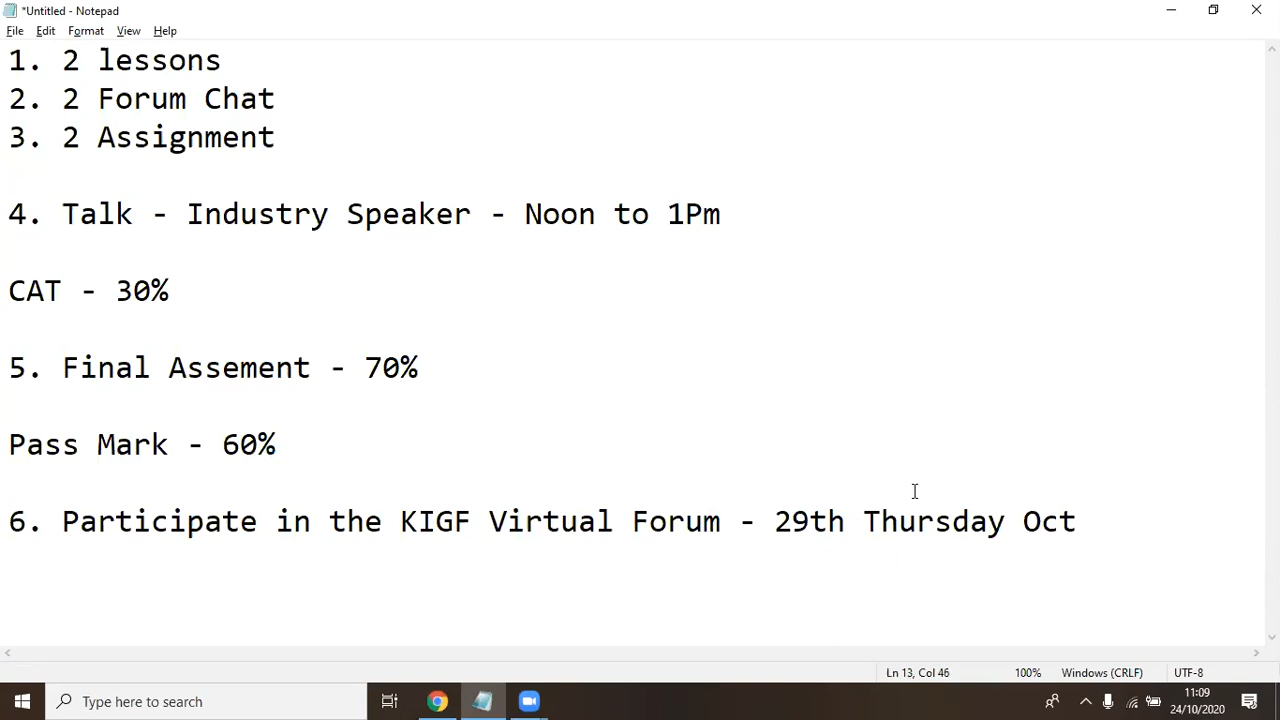 *Untitled - Notepad
File Edit Format View Help
1. 2 lessons
2. 2 Forum Chat
3. 2 Assignment
4. Talk - Industry Speaker - Noon to 1Pm
CAT - 30%
5. Final Assement - 70%
Pass Mark - 60%
6. Participate in the KIGF Virtual Forum - 29th Thursday Oct
Ln 13, Col 46 100% Windows (CRLF) UTF-8
Type here to search
11:09
24/10/2020